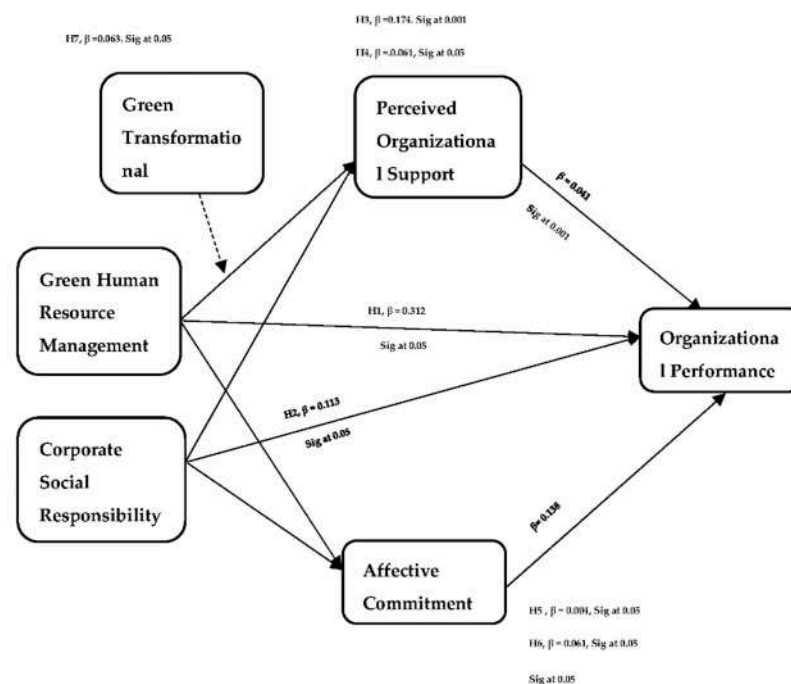 H3, β =0.174. Sig at 0.001
H7, β =0.063. Sig at 0.05
H4, β =.061, Sig at 0.05
Green
Transformatio
nal
Perceived
Organizationa
l Support
β = 0.043
Sig at 0.001
Green Human
Resource
Management
H1, β = 0.312
Sig at 0.05
Organizationa
l Performance
H2, β = 0.113
Sig at 0.05
Corporate
Social
Responsibility
β= 0.138
Affective
Commitment
H5 , β = 0.004, Sig at 0.05
H6, β = 0.061, Sig at 0.05
Sig at 0.05